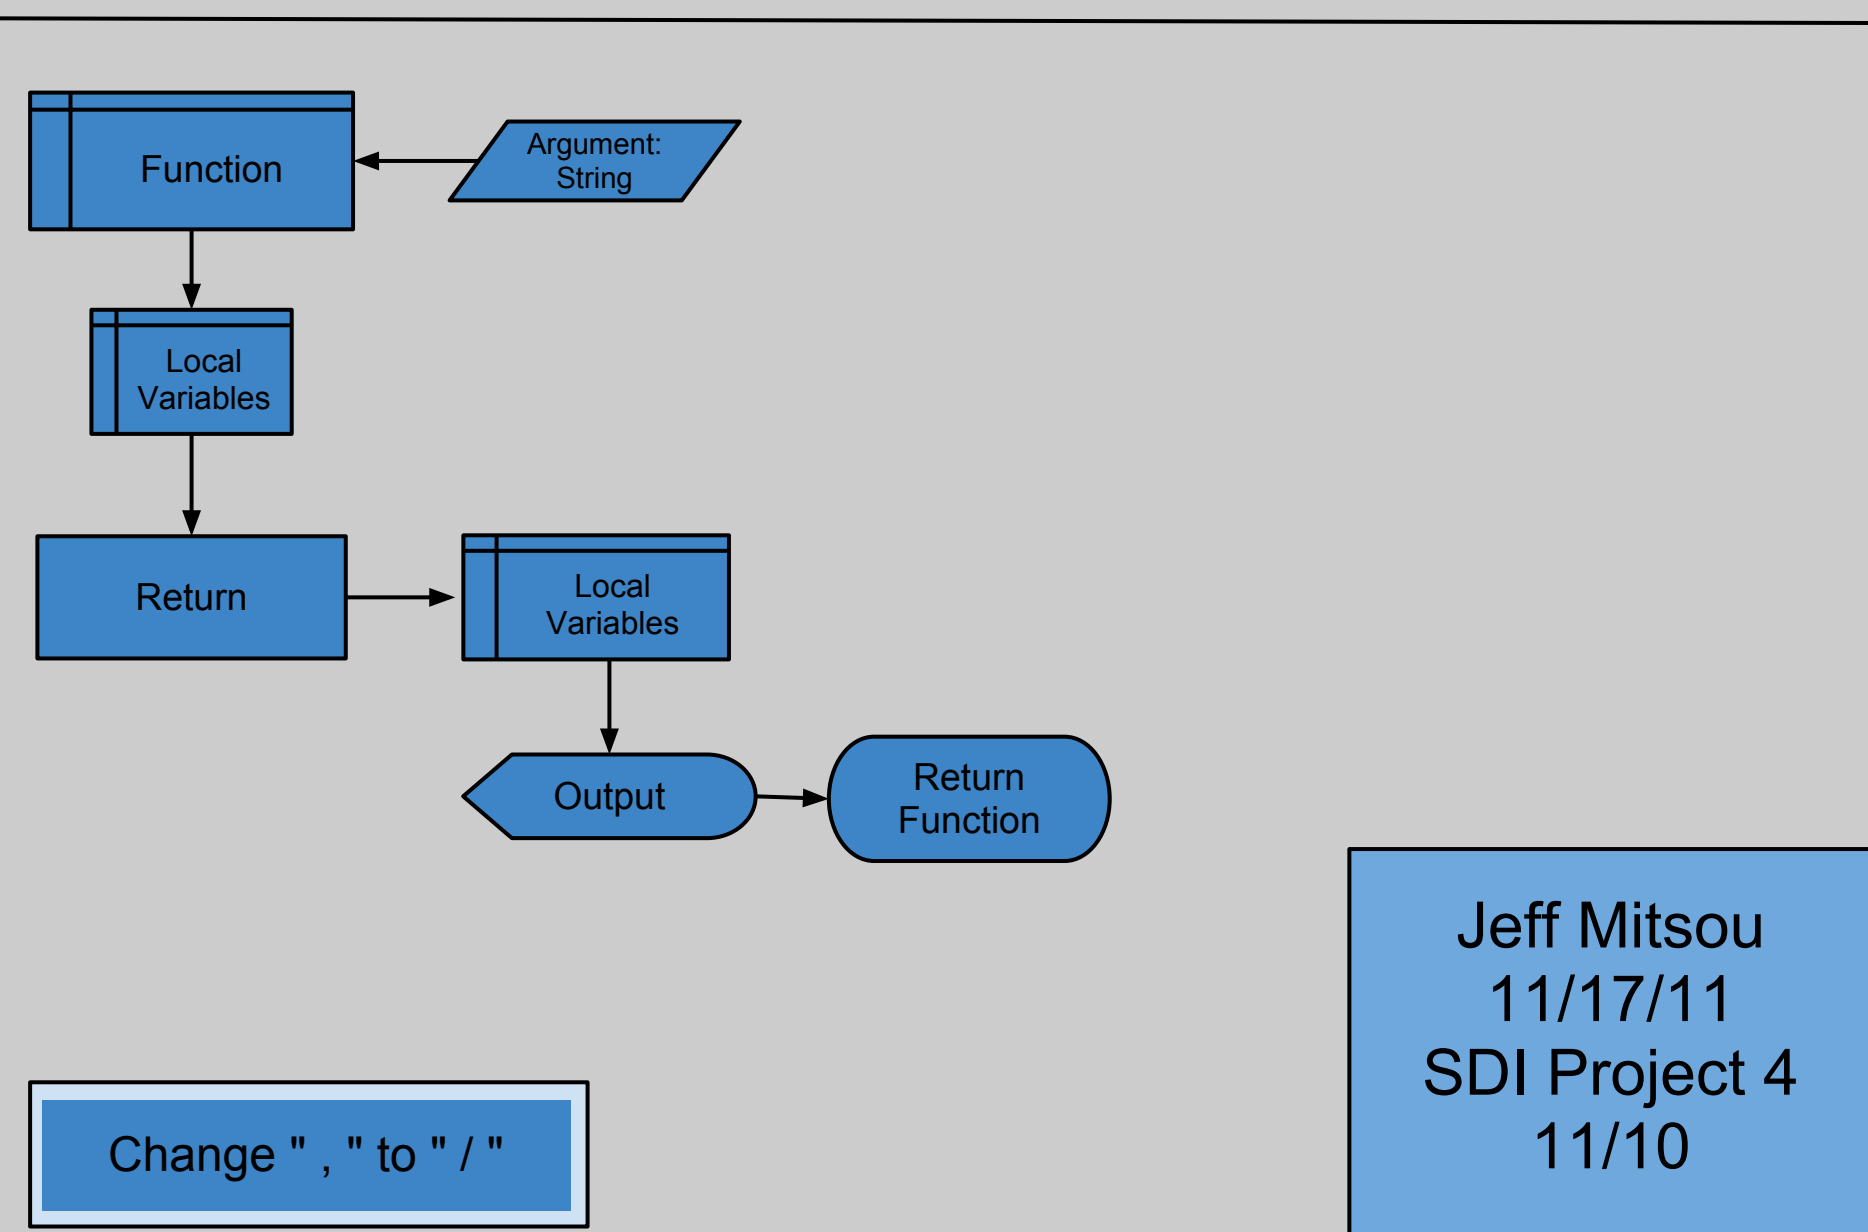 Function
Argument:
String
Local
Variables
Return
Local
Variables
Output
Return
Function
Jeff Mitsou
11/17/11
SDI Project 4
11/10
Change " , " to " / "